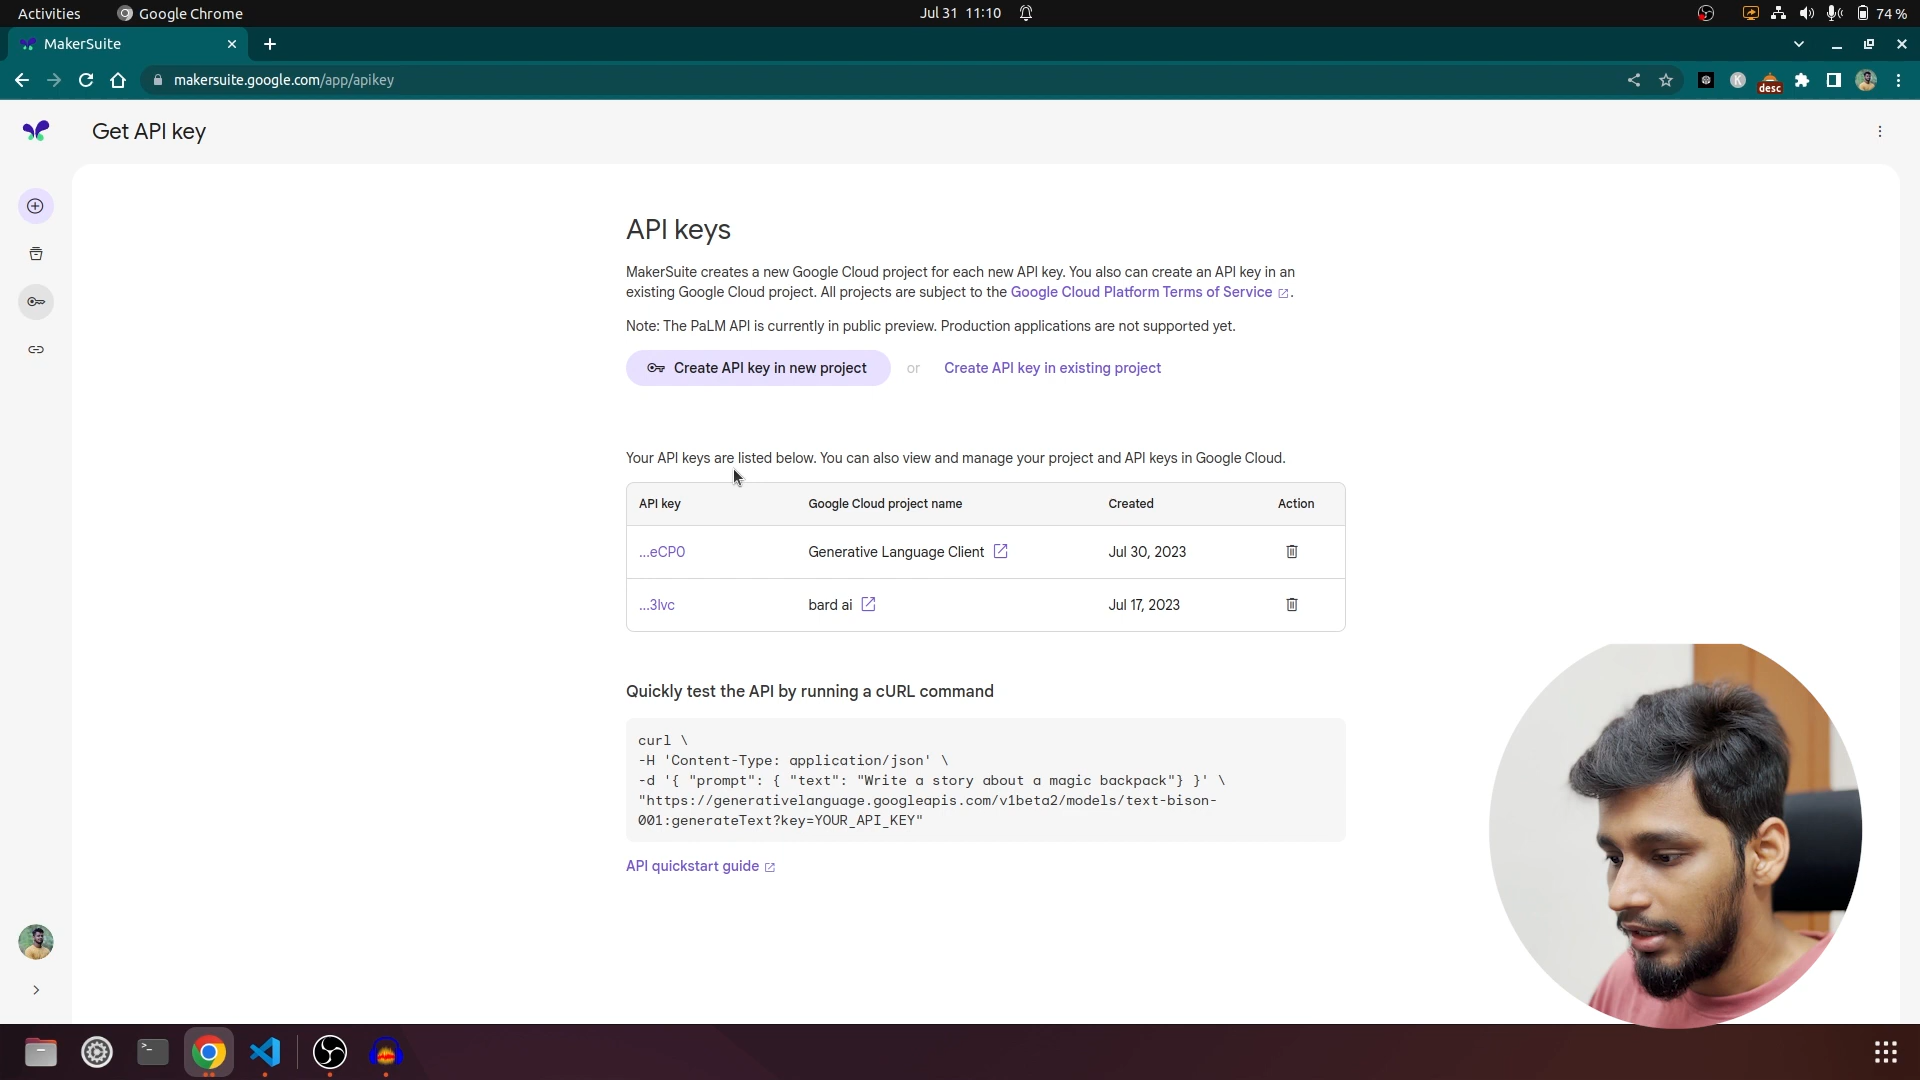 Activities
Google Chrome
Jul 31 11:10
74 %
MakerSuite
makersuite.google.com/app/apikey
desc
Get API key
API keys
MakerSuite creates a new Google Cloud project for each new API key. You also can create an API key in an
existing Google Cloud project. All projects are subject to the Google Cloud Platform Terms of Service .
Note: The PaLM API is currently in public preview. Production applications are not supported yet.
Create API key in new project
or
Create API key in existing project
Your API keys are listed below. You can also view and manage your project and API keys in Google Cloud.
API key Google Cloud project name Created Action
...eCP0 Generative Language Client Jul 30, 2023
...3lvc bard ai Jul 17, 2023
Quickly test the API by running a cURL command
curl \
-H 'Content-Type: application/json' \
-d '{ "prompt": { "text": "Write a story about a magic backpack"} }' \
"https://generativelanguage.googleapis.com/v1beta2/models/text-bison-
001:generateText?key=YOUR_API_KEY"
API quickstart guide